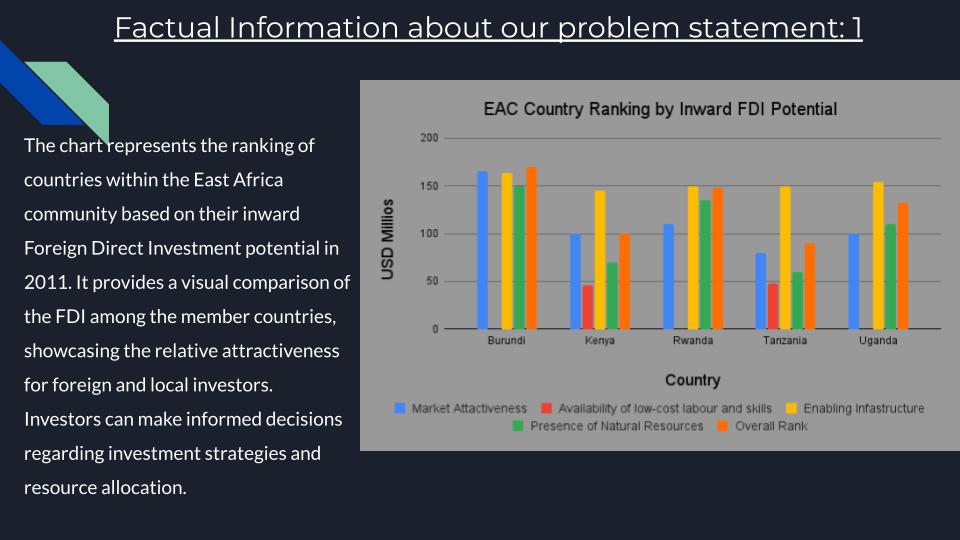 Factual Information about our problem statement: 1
The chart represents the ranking of
countries within the East Africa
community based on their inward
Foreign Direct Investment potential in
2011. It provides a visual comparison of
the FDI among the member countries,
showcasing the relative attractiveness
for foreign and local investors.
Investors can make informed decisions
regarding investment strategies and
resource allocation.
EAC Country Ranking by Inward FDI Potential
USD Millios
200
150
100
50
0
Burundi Kenya Rwanda Tanzania Uganda
Country
Market Attactiveness Availability of low-cost labour and skills Enabling Infastructure
Presence of Natural Resources Overall Rank